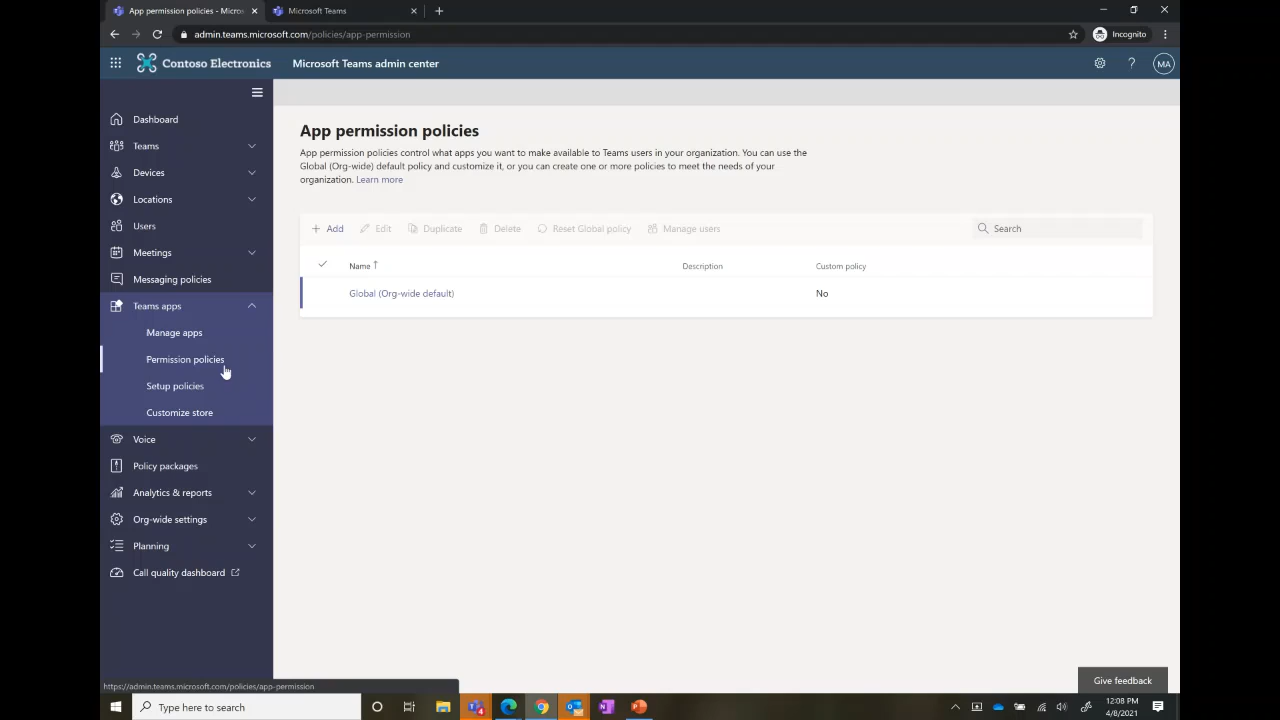 App permission policies - Micros
Microsoft Teams
admin.teams.microsoft.com/policies/app-permission
Incognito
Contoso Electronics
Microsoft Teams admin center
?
MA
Dashboard
Teams
Devices
Locations
Users
Meetings
Messaging policies
Teams apps
Manage apps
Permission policies
Setup policies
Customize store
Voice
Policy packages
Analytics & reports
Org-wide settings
Planning
Call quality dashboard
App permission policies
App permission policies control what apps you want to make available to Teams users in your organization. You can use the
Global (Org-wide) default policy and customize it, or you can create one or more policies to meet the needs of your
organization. Learn more
Add
Edit
Duplicate
Delete
Reset Global policy
Manage users
Search
Name
Description
Custom policy
Global (Org-wide default)
No
Give feedback
https://admin.teams.microsoft.com/policies/app-permission
Type here to search
12:08 PM
4/8/2021